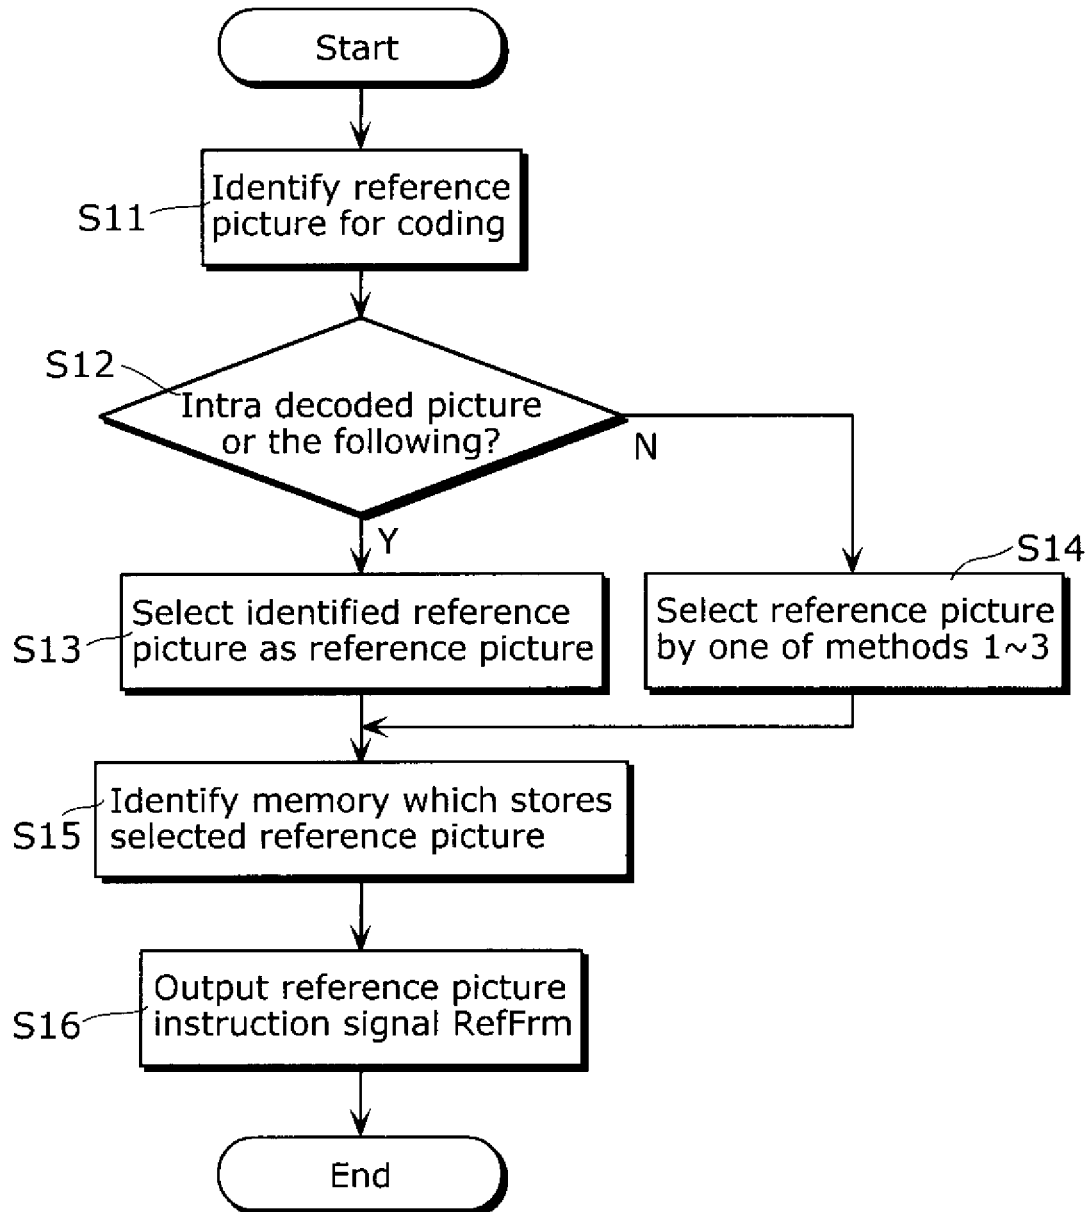 Start
S11
Identify reference
picture for coding
S12
Intra decoded picture
or the following?
N
Y
S14
S13
Select identified reference
picture as reference picture
Select reference picture
by one of methods 1~3
S15
Identify memory which stores
selected reference picture
S16
Output reference picture
instruction signal RefFrm
End